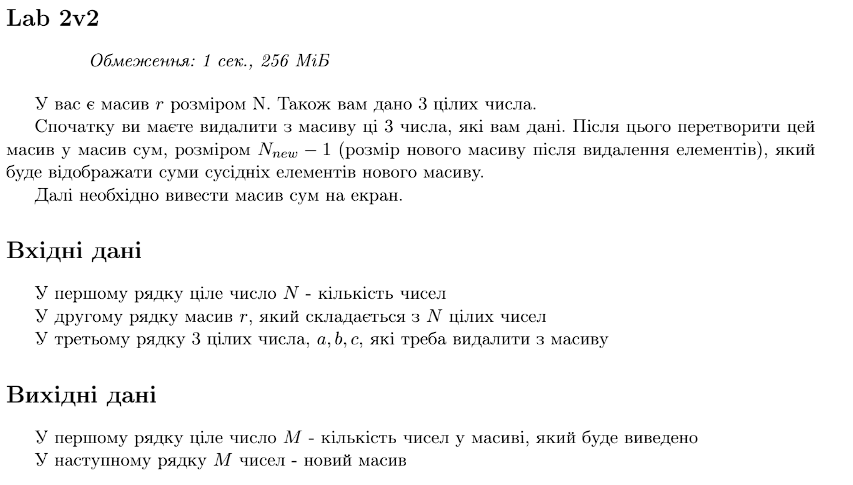 Lab 2v2
Обмеження: 1 сек., 256 МіБ
У вас є масив r розміром N. Також вам дано 3 цілих числа.
Спочатку ви маєте видалити з масиву ці 3 числа, які вам дані. Після цього перетворити цей
масив у масив сум, розміром N_{new} − 1 (розмір нового масиву після видалення елементів), який
буде відображати суми сусідніх елементів нового масиву.
Далі необхідно вивести масив сум на екран.
Вхідні дані
У першому рядку ціле число N - кількість чисел
У другому рядку масив r, який складається з N цілих чисел
У третьому рядку 3 цілих числа, a, b, c, які треба видалити з масиву
Вихідні дані
У першому рядку ціле число M - кількість чисел у масиві, який буде виведено
У наступному рядку M чисел - новий масив